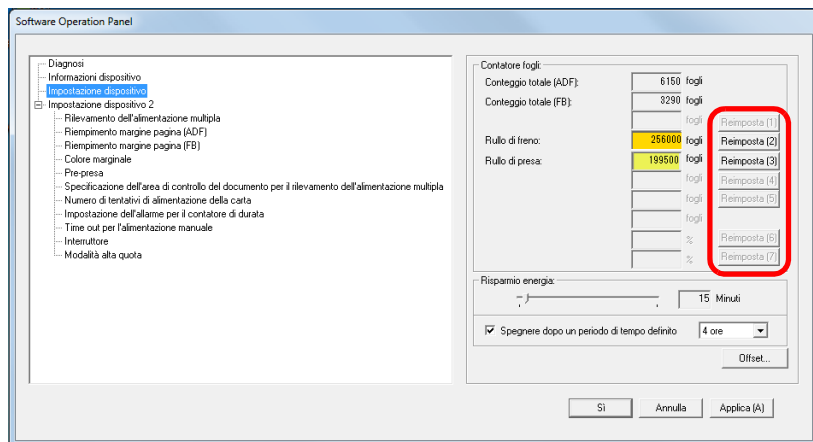 Software Operation Panel
Diagnosi
Informazioni dispositivo
Impostazione dispositivo
Impostazione dispositivo 2
Rilevamento dell'alimentazione multipla
Riempimento margine pagina (ADF)
Riempimento margine pagina (FB)
Colore marginale
Pre-presa
Specificazione dell'area di controllo del documento per il rilevamento dell'alimentazione multipla
Numero di tentativi di alimentazione della carta
Impostazione dell'allarme per il contatore di durata
Time out per l'alimentazione manuale
Interruttore
Modalità alta quota
Contatore fogli:
Conteggio totale (ADF): 6150 fogli
Conteggio totale (FB): 3290 fogli
fogli Reimposta (1)
Rullo di freno: 256000 fogli Reimposta (2)
Rullo di presa: 199500 fogli Reimposta (3)
fogli Reimposta (4)
fogli Reimposta (5)
fogli
% Reimposta (6)
% Reimposta (7)
Risparmio energia:
15 Minuti
Spegnere dopo un periodo di tempo definito 4 ore
Offset...
Sì Annulla Applica (A)